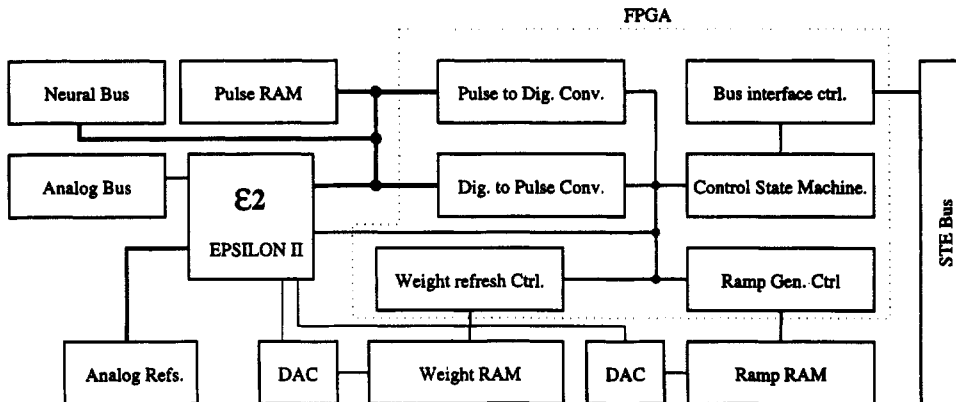 FPGA
Neural Bus
Pulse RAM
Pulse to Dig. Conv.
Bus interface ctrl.
Analog Bus
ε2
EPSILON II
Dig. to Pulse Conv.
Control State Machine.
STE Bus
Weight refresh Ctrl.
Ramp Gen. Ctrl
Analog Refs.
DAC
Weight RAM
DAC
Ramp RAM